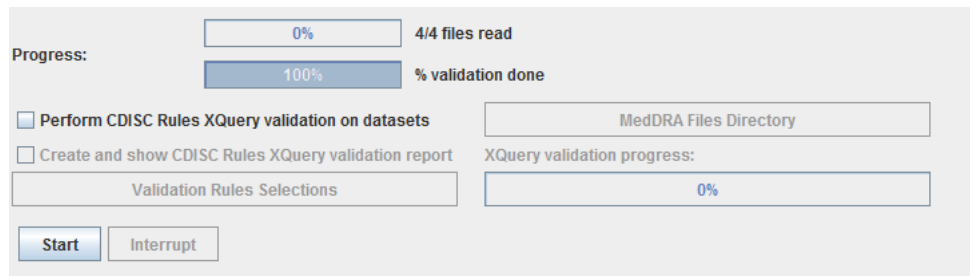 0% 4/4 files read
Progress:
100% % validation done
Perform CDISC Rules XQuery validation on datasets MedDRA Files Directory
Create and show CDISC Rules XQuery validation report XQuery validation progress:
Validation Rules Selections 0%
Start Interrupt